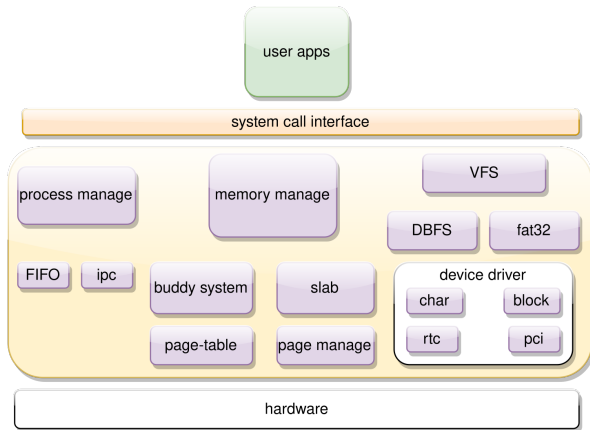 user apps
system call interface
process manage
memory manage
VFS
DBFS
fat32
FIFO
ipc
buddy system
slab
page-table
page manage
device driver
char
block
rtc
pci
hardware